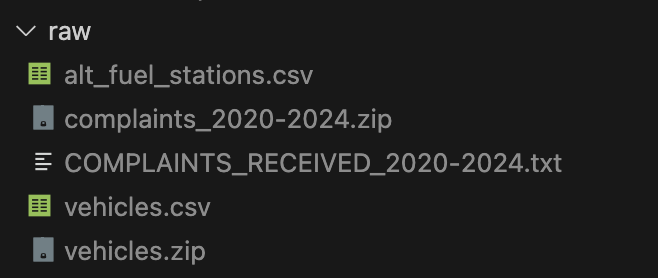 raw
alt_fuel_stations.csv
complaints_2020-2024.zip
COMPLAINTS_RECEIVED_2020-2024.txt
vehicles.csv
vehicles.zip